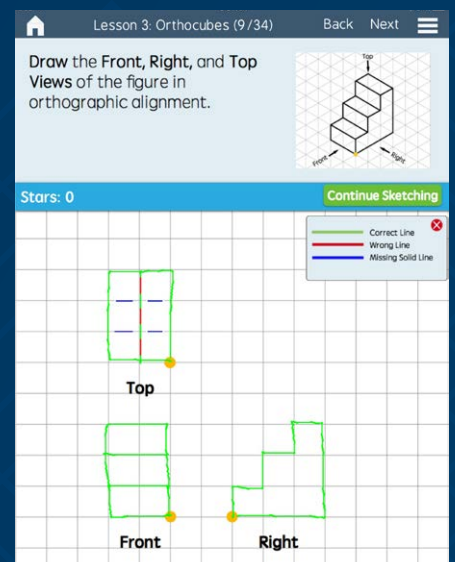 Lesson 3: Orthocubes (9/34)
Back
Next
Draw the Front, Right, and Top
Views of the figure in
orthographic alignment.
Top
Front
Right
Stars: 0
Continue Sketching
Correct Line
Wrong Line
Missing Solid Line
Top
Front
Right